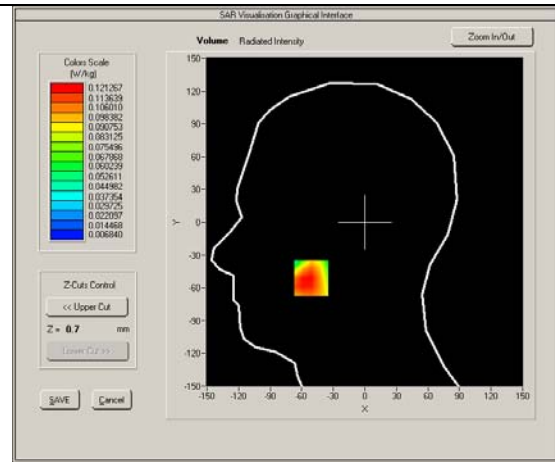 SAR Visualisation Graphical Interface
Volume Radiated Intensity
Zoom In/Out
Colors Scale
(W/kg)
0.121267
0.113639
0.106010
0.098382
0.090753
0.083125
0.075496
0.067868
0.060239
0.052611
0.044982
0.037354
0.029725
0.022097
0.014468
0.006840
Z-Cuts Control
<< Upper Cut
Z = 0.7 mm
Lower Cut >>
SAVE
Cancel
150
120
90
60
30
Y 0
-30
-60
-90
-120
-150
-150 -120 -90 -60 -30 0 30 60 90 120 150
X